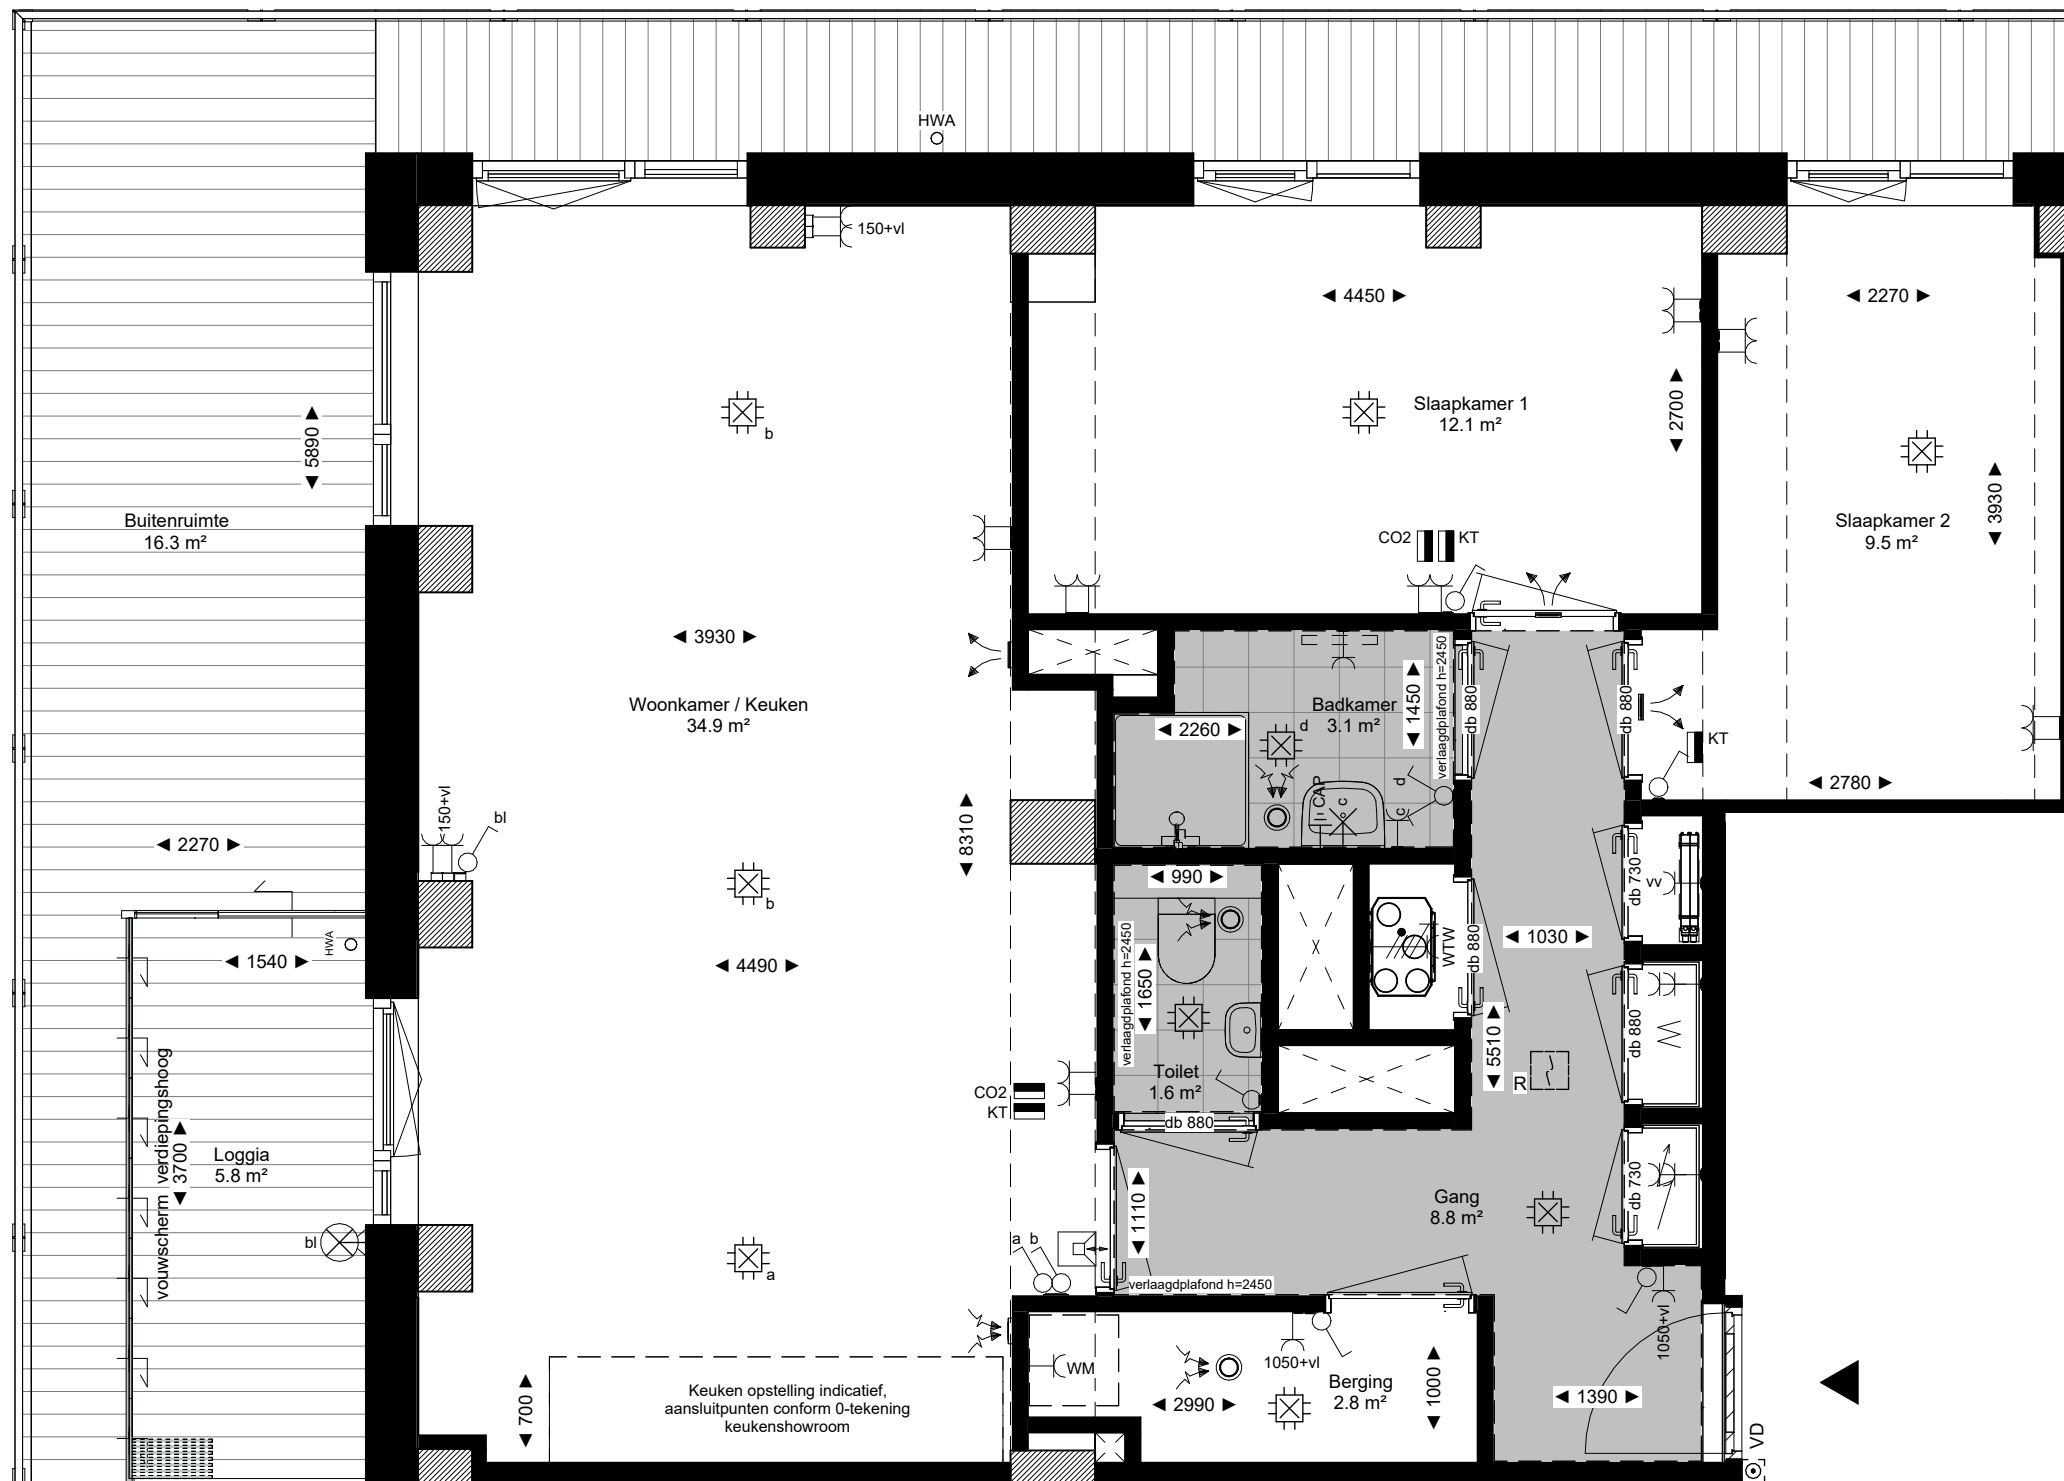 HWA
150+vl
◄ 4450 ►
◄ 2270 ►
Slaapkamer 1
12.1 m²
◄ 2700 ►
b
◄ 5890 ►
Buitenruimte
16.3 m²
Slaapkamer 2
9.5 m²
◄ 3930 ►
CO2
KT
◄ 3930 ►
Woonkamer / Keuken
34.9 m²
Badkamer
3.1 m²
◄ 1450 ►
verlaagdplafond h=2450
db 880
db 880
KT
◄ 2260 ►
d
◄ 2780 ►
CAP
c
d
c
150+vl
bl
◄ 2270 ►
◄ 8310 ►
b
◄ 990 ►
db 730
vv
HWA
◄ 1540 ►
◄ 4490 ►
verlaagdplafond h=2450
◄ 1650 ►
WTW
db 880
◄ 1030 ►
◄ 5510 ►
db 880
W
R
Toilet
1.6 m²
CO2
KT
db 880
vouwscherm verdiepingshoog
◄ 3700 ►
Loggia
5.8 m²
bl
◄ 1110 ►
Gang
8.8 m²
db 730
a b
a
verlaagdplafond h=2450
1050+vl
WM
1050+vl
Berging
2.8 m²
◄ 2990 ►
◄ 1000 ►
◄ 1390 ►
◄ 700 ►
Keuken opstelling indicatief,
aansluitpunten conform 0-tekening
keukenshowroom
VD